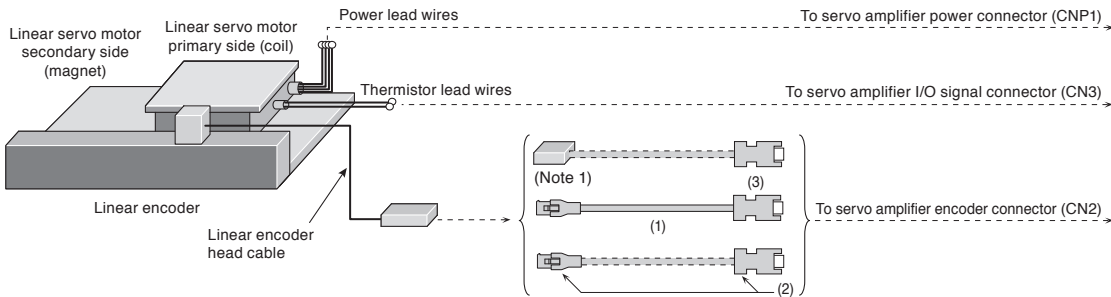 Power lead wires
To servo amplifier power connector (CNP1)
Linear servo motor
secondary side
(magnet)
Linear servo motor
primary side (coil)
Thermistor lead wires
To servo amplifier I/O signal connector (CN3)
(Note 1)
(3)
Linear encoder
(1)
To servo amplifier encoder connector (CN2)
Linear encoder
head cable
(2)